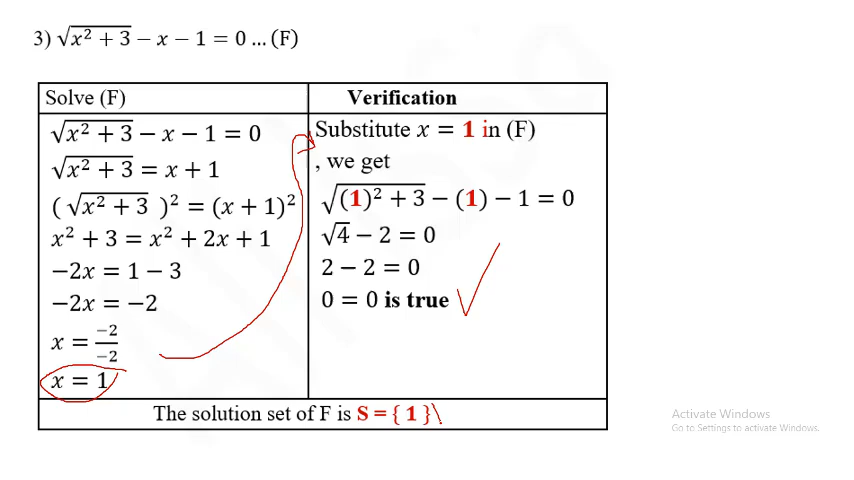 3) √(x² + 3) − x − 1 = 0 ... (F)
Solve (F)
√(x² + 3) − x − 1 = 0
√(x² + 3) = x + 1
( √(x² + 3) )² = (x + 1)²
x² + 3 = x² + 2x + 1
−2x = 1 − 3
−2x = −2
x = −2/−2
x = 1
Verification
Substitute x = 1 in (F)
, we get
√((1)² + 3) − (1) − 1 = 0
√4 − 2 = 0
2 − 2 = 0
0 = 0 is true
The solution set of F is S = { 1 }
Activate Windows
Go to Settings to activate Windows.